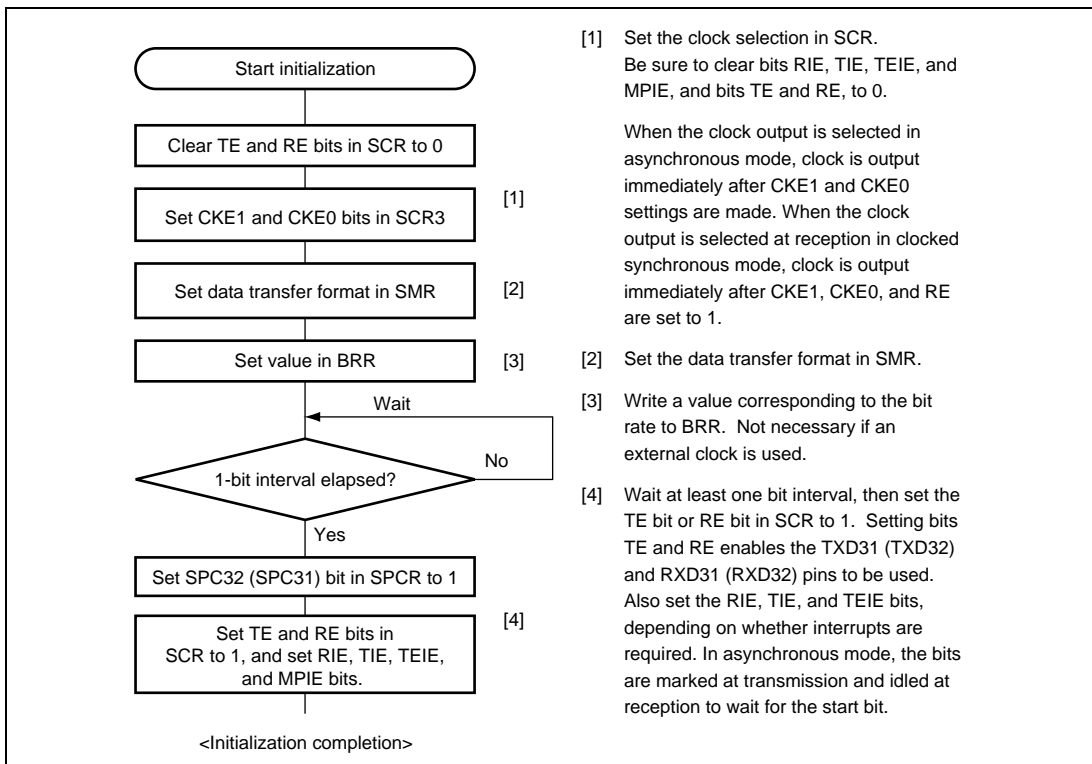 Start initialization
Clear TE and RE bits in SCR to 0
Set CKE1 and CKE0 bits in SCR3
[1]
Set data transfer format in SMR
[2]
Set value in BRR
[3]
Wait
1-bit interval elapsed?
No
Yes
Set SPC32 (SPC31) bit in SPCR to 1
Set TE and RE bits in
SCR to 1, and set RIE, TIE, TEIE,
and MPIE bits.
[4]
<Initialization completion>
[1] Set the clock selection in SCR.
Be sure to clear bits RIE, TIE, TEIE, and
MPIE, and bits TE and RE, to 0.
When the clock output is selected in
asynchronous mode, clock is output
immediately after CKE1 and CKE0
settings are made. When the clock
output is selected at reception in clocked
synchronous mode, clock is output
immediately after CKE1, CKE0, and RE
are set to 1.
[2] Set the data transfer format in SMR.
[3] Write a value corresponding to the bit
rate to BRR. Not necessary if an
external clock is used.
[4] Wait at least one bit interval, then set the
TE bit or RE bit in SCR to 1. Setting bits
TE and RE enables the TXD31 (TXD32)
and RXD31 (RXD32) pins to be used.
Also set the RIE, TIE, and TEIE bits,
depending on whether interrupts are
required. In asynchronous mode, the bits
are marked at transmission and idled at
reception to wait for the start bit.